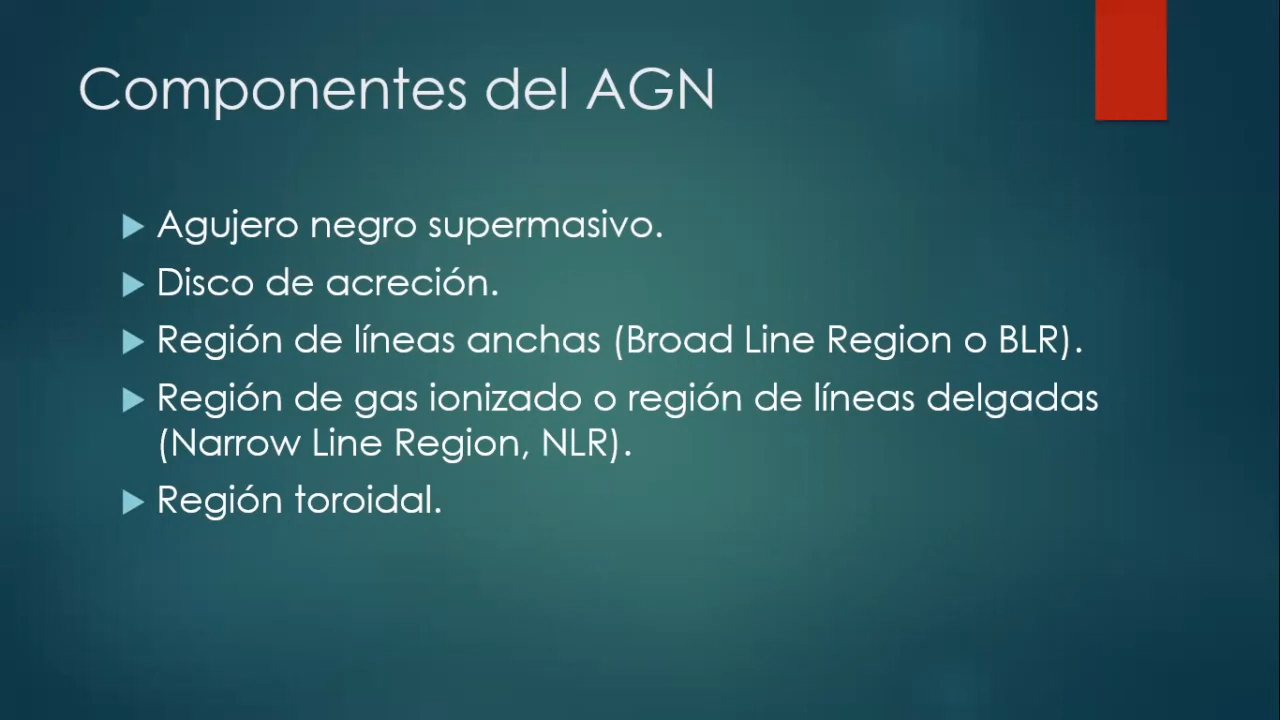 Componentes del AGN
Agujero negro supermasivo.
Disco de acreción.
Región de líneas anchas (Broad Line Region o BLR).
Región de gas ionizado o región de líneas delgadas
(Narrow Line Region, NLR).
Región toroidal.